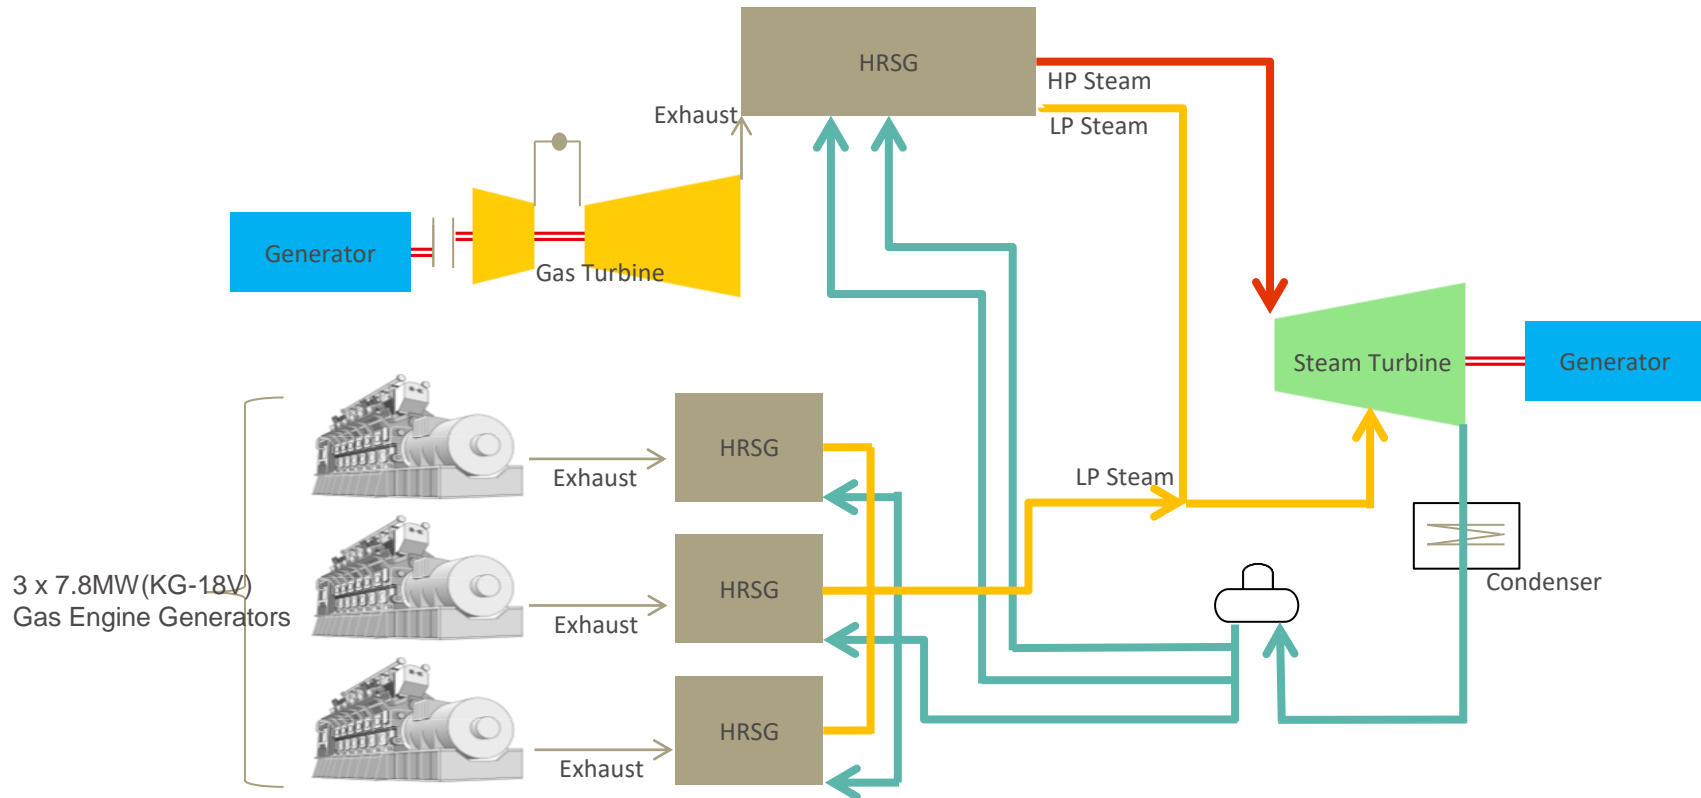 HRSG
HP Steam
LP Steam
Exhaust
Generator
Gas Turbine
Steam Turbine
Generator
HRSG
Exhaust
LP Steam
Condenser
3 x 7.8MW(KG-18V)
Gas Engine Generators
HRSG
Exhaust
HRSG
Exhaust